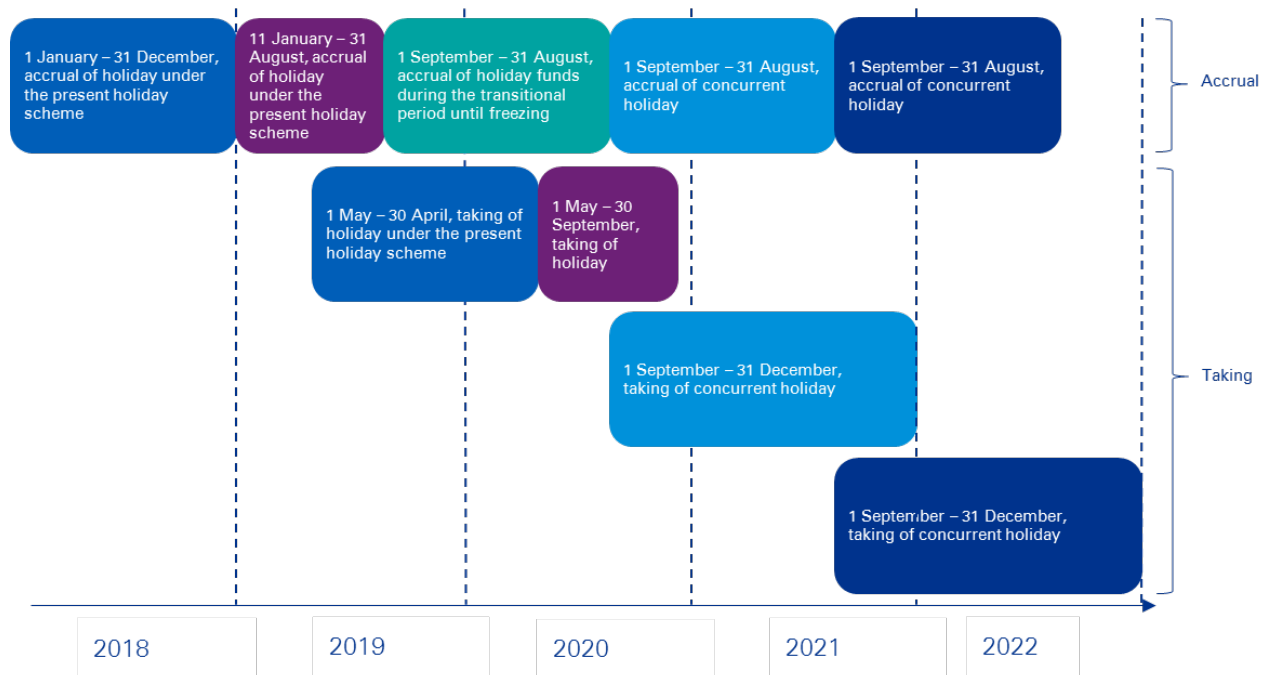 1 January – 31 December,
accrual of holiday under
the present holiday
scheme
11 January – 31
August, accrual
of holiday
under the
present holiday
scheme
1 September – 31 August,
accrual of holiday funds
during the transitional
period until freezing
1 September – 31 August,
accrual of concurrent
holiday
1 September – 31 August,
accrual of concurrent
holiday
Accrual
1 May – 30 April, taking of
holiday under the present
holiday scheme
1 May – 30
September,
taking of
holiday
1 September – 31 December,
taking of concurrent holiday
Taking
1 September – 31 December,
taking of concurrent holiday
2018
2019
2020
2021
2022